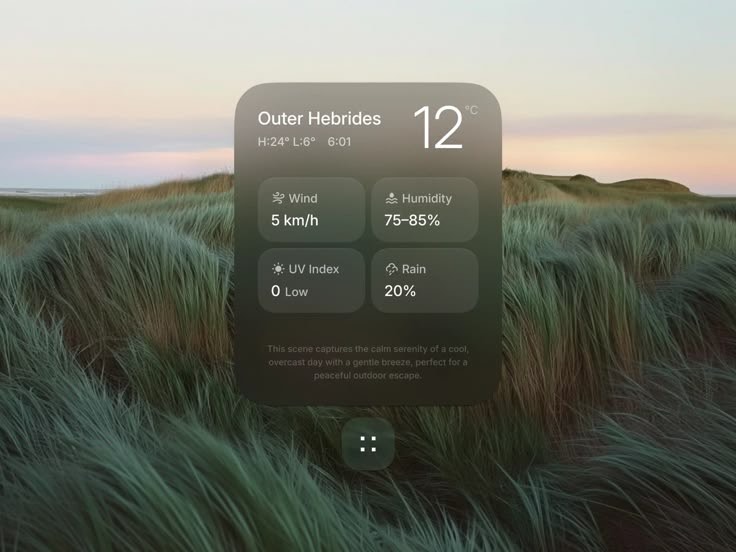 Outer Hebrides
12 °C
H:24° L:6° 6:01
Wind
5 km/h
Humidity
75–85%
UV Index
0 Low
Rain
20%
This scene captures the calm serenity of a cool,
overcast day with a gentle breeze, perfect for a
peaceful outdoor escape.